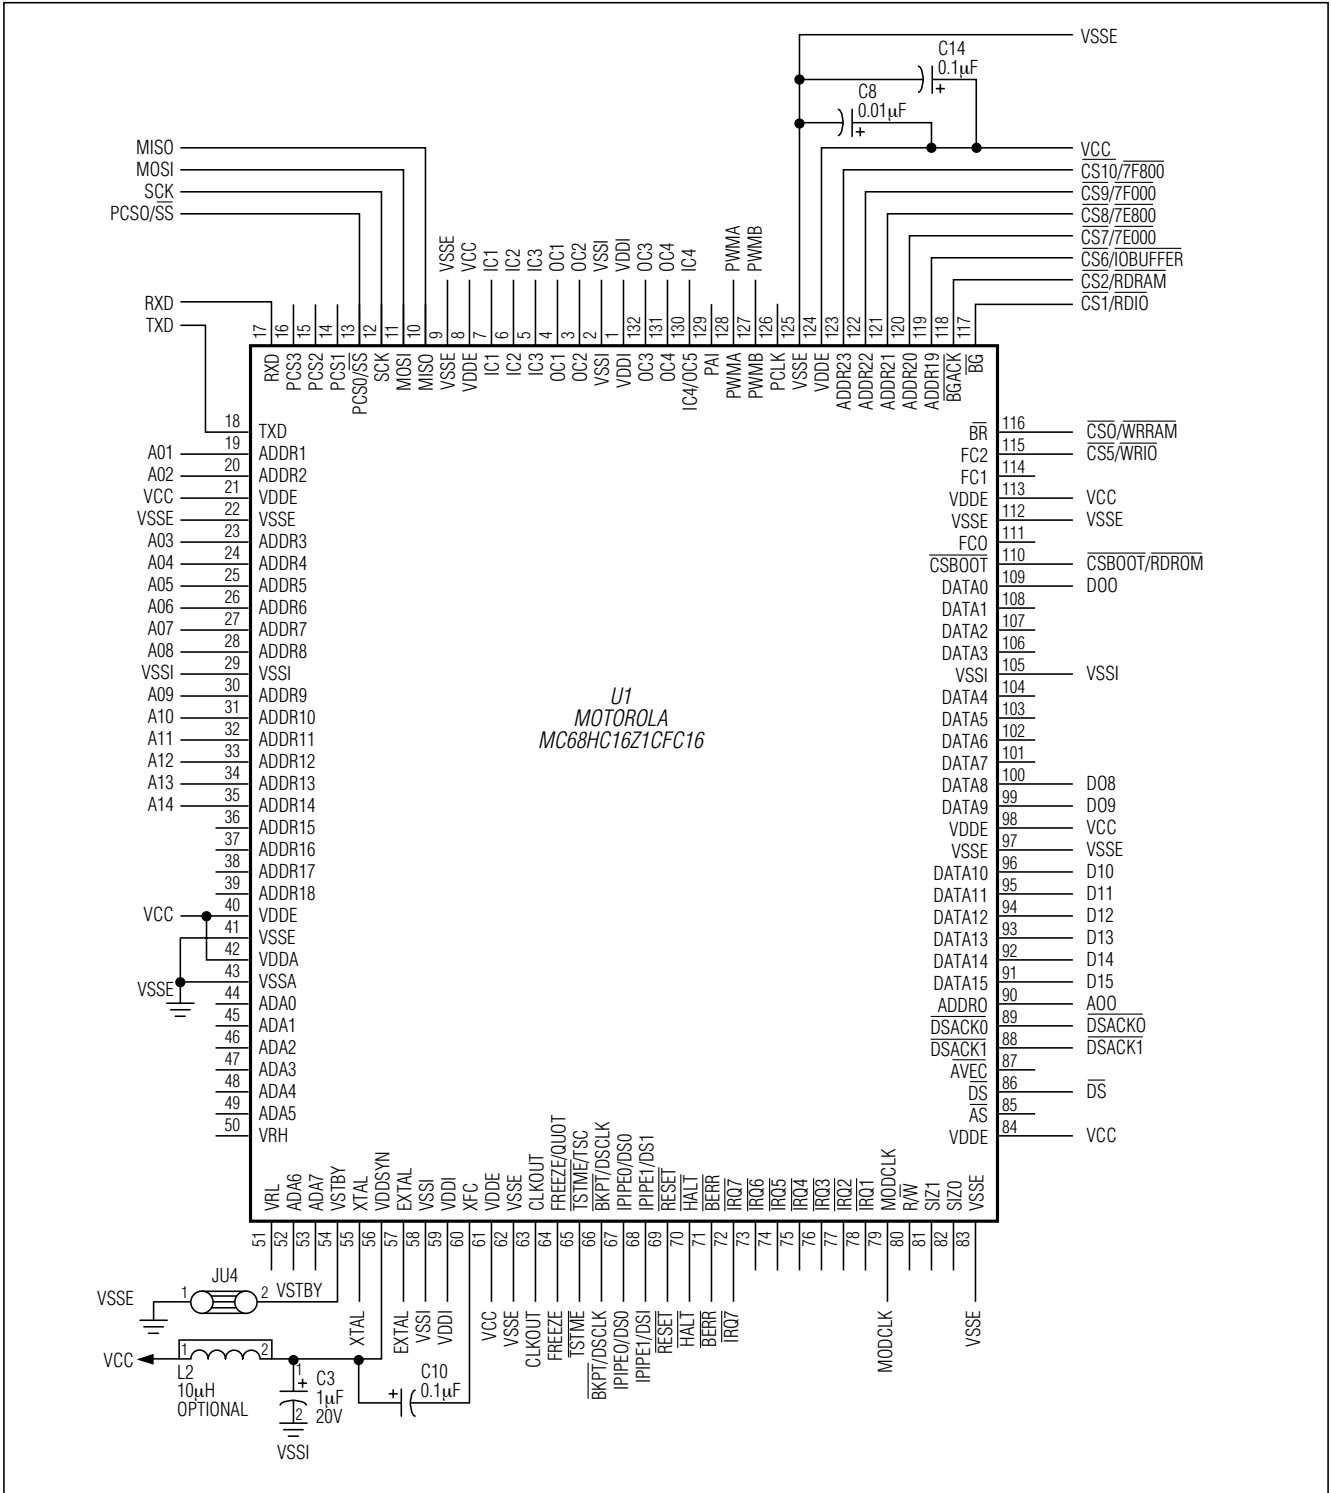 VSSE
C14
0.1µF
+
C8
0.01µF
+
MISO
MOSI
SCK
PCSO/SS
RXD
TXD
VCC
CS10/7F800
CS9/7F000
CS8/7E800
CS7/7E000
CS6/IOBUFFER
CS2/RDRAM
CS1/RDIO
VSSE VCC IC1 IC2 IC3 OC1 OC2 VSSI VDDI OC3 OC4 IC4 PWMA PWMB
17 16 15 14 13 12 11 10 9 8 7 6 5 4 3 2 1 132 131 130 129 128 127 126 125 124 123 122 121 120 119 118 117
RXD PCS3 PCS2 PCS1 PCS0/SS SCK MOSI MISO VSSE VDDE IC1 IC2 IC3 OC1 OC2 VSSI VDDI OC3 OC4 IC4/OC5 PAI PWMA PWMB PCLK VSSE VDDE ADDR23 ADDR22 ADDR21 ADDR20 ADDR19 BGACK BG
18 TXD
A01 19 ADDR1
A02 20 ADDR2
VCC 21 VDDE
VSSE 22 VSSE
A03 23 ADDR3
A04 24 ADDR4
A05 25 ADDR5
A06 26 ADDR6
A07 27 ADDR7
A08 28 ADDR8
VSSI 29 VSSI
A09 30 ADDR9
A10 31 ADDR10
A11 32 ADDR11
A12 33 ADDR12
A13 34 ADDR13
A14 35 ADDR14
36 ADDR15
37 ADDR16
38 ADDR17
39 ADDR18
VCC 40 VDDE
41 VSSE
42 VDDA
VSSE 43 VSSA
44 ADA0
45 ADA1
46 ADA2
47 ADA3
48 ADA4
49 ADA5
50 VRH
U1
MOTOROLA
MC68HC16Z1CFC16
BR 116 CSO/WRRAM
FC2 115 CS5/WRIO
FC1 114
VDDE 113 VCC
VSSE 112 VSSE
FCO 111
CSBOOT 110 CSBOOT/RDROM
DATA0 109 DOO
DATA1 108
DATA2 107
DATA3 106
VSSI 105 VSSI
DATA4 104
DATA5 103
DATA6 102
DATA7 101
DATA8 100 DO8
DATA9 99 DO9
VDDE 98 VCC
VSSE 97 VSSE
DATA10 96 D10
DATA11 95 D11
DATA12 94 D12
DATA13 93 D13
DATA14 92 D14
DATA15 91 D15
ADDRO 90 AOO
DSACK0 89 DSACKO
DSACK1 88 DSACK1
AVEC 87
DS 86 DS
AS 85
VDDE 84 VCC
VRL ADA6 ADA7 VSTBY XTAL VDDSYN EXTAL VSSI VDDI XFC VDDE VSSE CLKOUT FREEZE/QUOT TSTME/TSC BKPT/DSCLK IPIPE0/DS0 IPIPE1/DS1 RESET HALT BERR IRQ7 IRQ6 IRQ5 IRQ4 IRQ3 IRQ2 IRQ1 MODCLK R/W SIZ1 SIZ0 VSSE
51 52 53 54 55 56 57 58 59 60 61 62 63 64 65 66 67 68 69 70 71 72 73 74 75 76 77 78 79 80 81 82 83
JU4
VSSE 1 2 VSTBY
XTAL EXTAL VSSI VDDI VCC VSSE CLKOUT FREEZE TSTME BKPT/DSCLK IPIPE0/DS0 IPIPE1/DSI RESET HALT BERR IRQ7 MODCLK VSSE
VCC 1 2
L2
10µH
OPTIONAL
1
+
C3
1µF
20V
2
VSSI
C10
+ 0.1µF